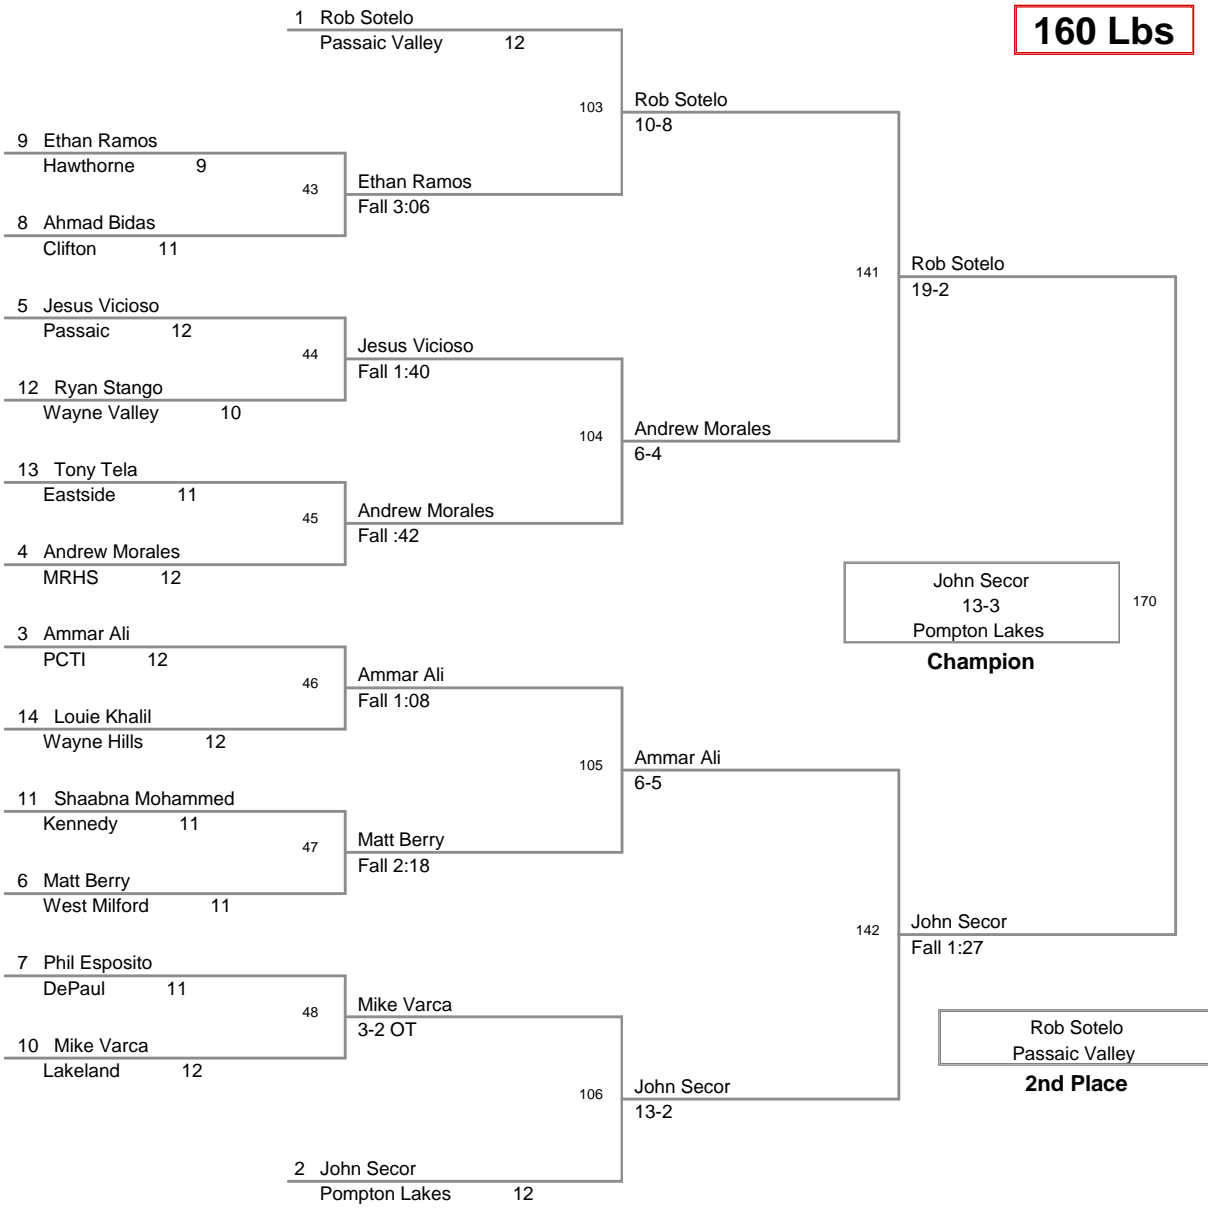 1 Rob Sotelo
Passaic Valley 12
160 Lbs
103
Rob Sotelo
10-8
9 Ethan Ramos
Hawthorne 9
43
Ethan Ramos
Fall 3:06
8 Ahmad Bidas
Clifton 11
141
Rob Sotelo
19-2
5 Jesus Vicioso
Passaic 12
44
Jesus Vicioso
Fall 1:40
12 Ryan Stango
Wayne Valley 10
104
Andrew Morales
6-4
13 Tony Tela
Eastside 11
45
Andrew Morales
Fall :42
4 Andrew Morales
MRHS 12
John Secor
13-3
Pompton Lakes
Champion
170
3 Ammar Ali
PCTI 12
46
Ammar Ali
Fall 1:08
14 Louie Khalil
Wayne Hills 12
105
Ammar Ali
6-5
11 Shaabna Mohammed
Kennedy 11
47
Matt Berry
Fall 2:18
6 Matt Berry
West Milford 11
142
John Secor
Fall 1:27
7 Phil Esposito
DePaul 11
48
Mike Varca
3-2 OT
10 Mike Varca
Lakeland 12
Rob Sotelo
Passaic Valley
2nd Place
106
John Secor
13-2
2 John Secor
Pompton Lakes 12